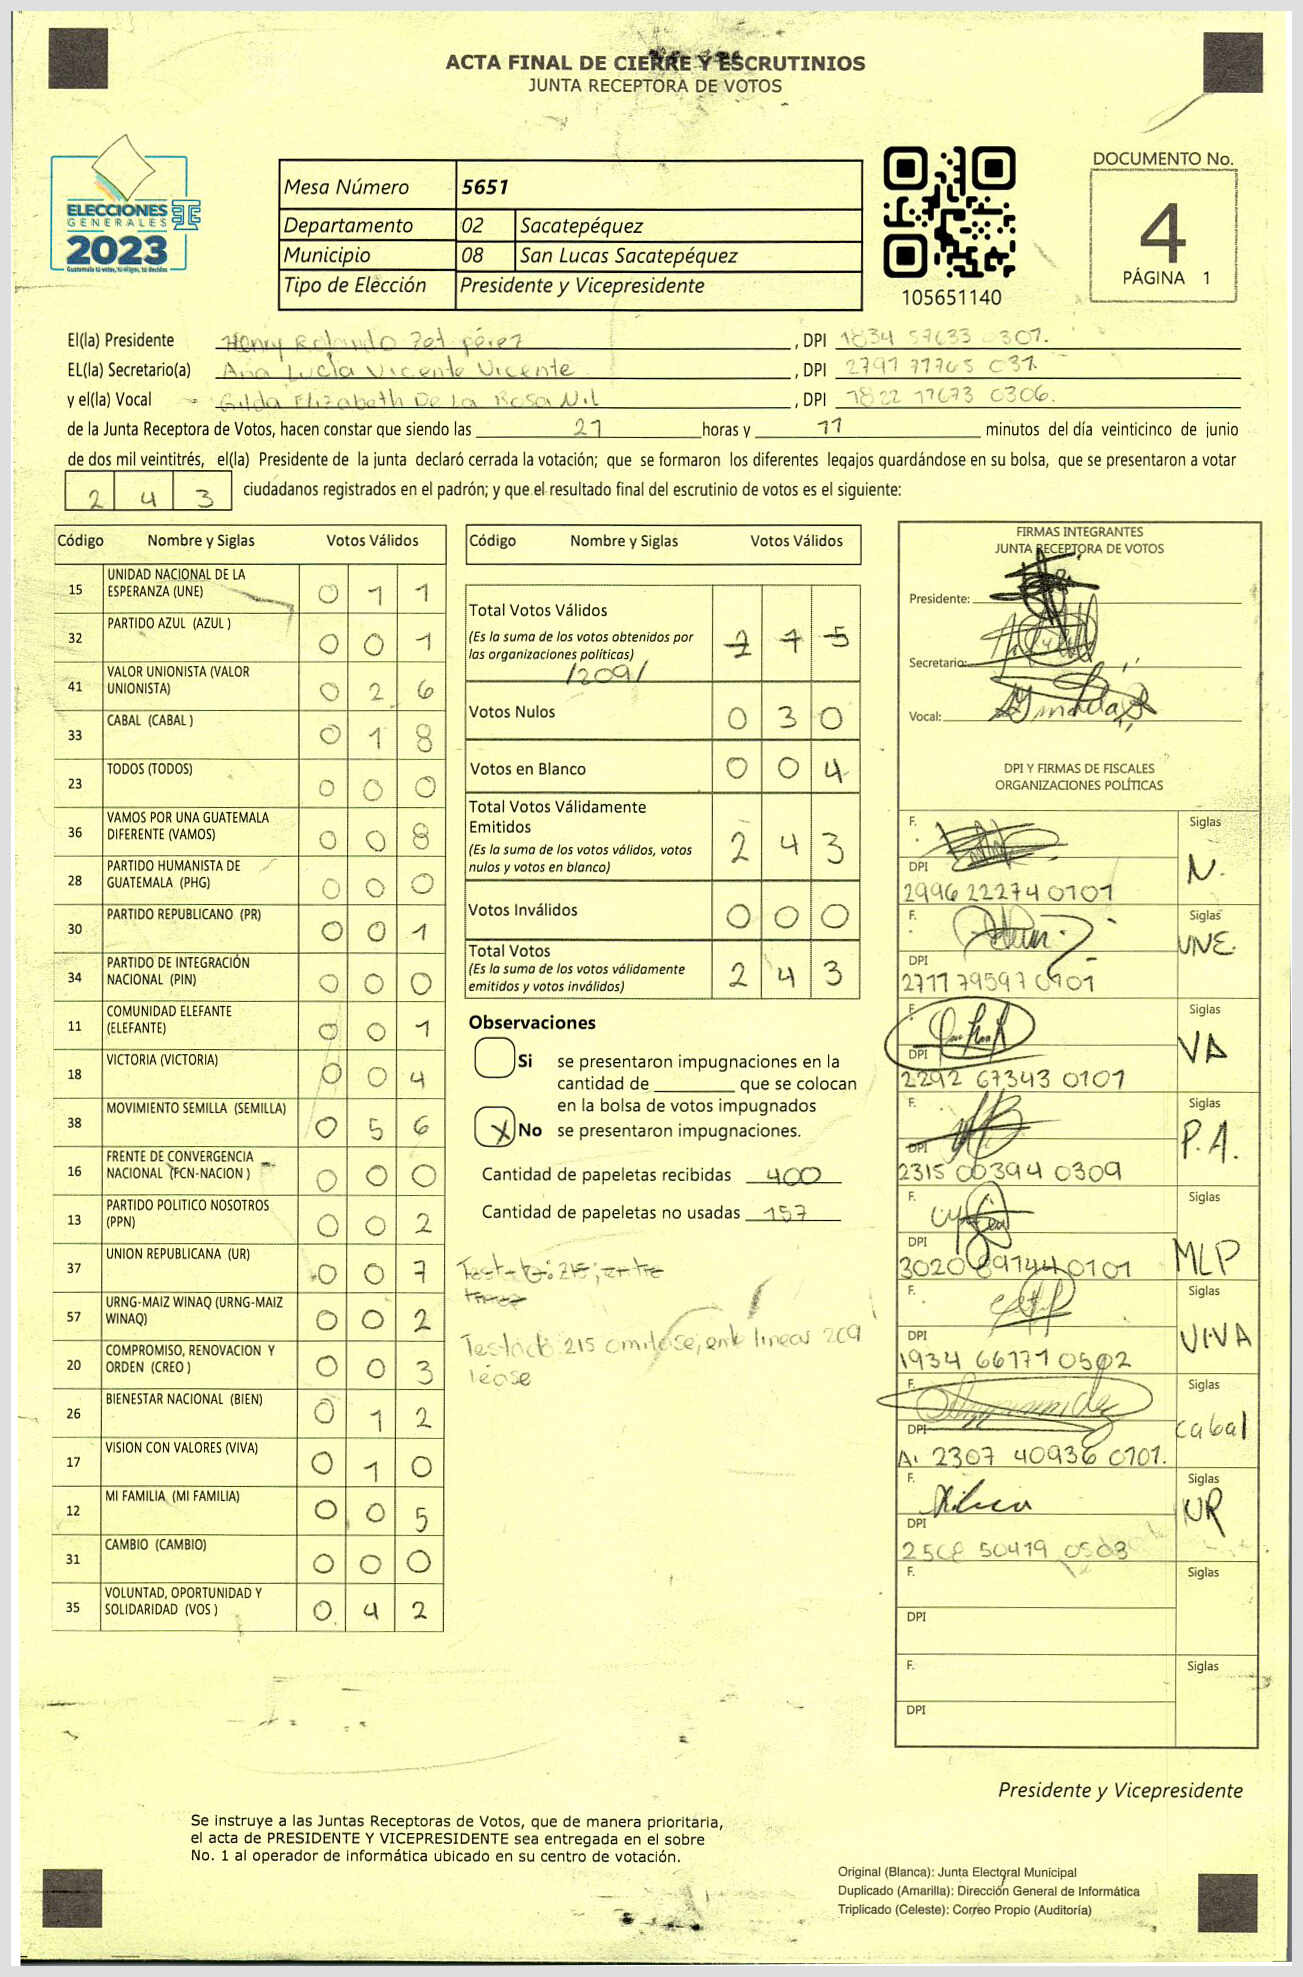 ACTA FINAL DE CIERRE Y ESCRUTINIOS
JUNTA RECEPTORA DE VOTOS
ELECCIONES
GENERALES
2023
Guatemala tú votas, tú eliges, tú decides
Mesa Número 5651
Departamento 02 Sacatepéquez
Municipio 08 San Lucas Sacatepéquez
Tipo de Elección Presidente y Vicepresidente
105651140
DOCUMENTO No.
4
PÁGINA 1
El(la) Presidente Henry Rolando Zet pérez, DPI 1834 57633 0307.
EL(la) Secretario(a) Ana Lucía Vicente Vicente, DPI 2797 77765 031.
y el(la) Vocal Gilda Elizabeth De La Rosa Nil, DPI 1822 17673 0306.
de la Junta Receptora de Votos, hacen constar que siendo las 21 horas y 11 minutos del día veinticinco de junio
de dos mil veintitrés, el(la) Presidente de la junta declaró cerrada la votación; que se formaron los diferentes legajos guardándose en su bolsa, que se presentaron a votar
2 4 3 ciudadanos registrados en el padrón; y que el resultado final del escrutinio de votos es el siguiente:
Código Nombre y Siglas Votos Válidos
15 UNIDAD NACIONAL DE LA ESPERANZA (UNE) 0 1 1
32 PARTIDO AZUL (AZUL ) 0 0 1
41 VALOR UNIONISTA (VALOR UNIONISTA) 0 2 6
33 CABAL (CABAL ) 0 1 8
23 TODOS (TODOS) 0 0 0
36 VAMOS POR UNA GUATEMALA DIFERENTE (VAMOS) 0 0 8
28 PARTIDO HUMANISTA DE GUATEMALA (PHG) 0 0 0
30 PARTIDO REPUBLICANO (PR) 0 0 1
34 PARTIDO DE INTEGRACIÓN NACIONAL (PIN) 0 0 0
11 COMUNIDAD ELEFANTE (ELEFANTE) 0 0 1
18 VICTORIA (VICTORIA) 0 0 4
38 MOVIMIENTO SEMILLA (SEMILLA) 0 5 6
16 FRENTE DE CONVERGENCIA NACIONAL (FCN-NACION ) 0 0 0
13 PARTIDO POLITICO NOSOTROS (PPN) 0 0 2
37 UNION REPUBLICANA (UR) 0 0 7
57 URNG-MAIZ WINAQ (URNG-MAIZ WINAQ) 0 0 2
20 COMPROMISO, RENOVACION Y ORDEN (CREO ) 0 0 3
26 BIENESTAR NACIONAL (BIEN) 0 1 2
17 VISION CON VALORES (VIVA) 0 1 0
12 MI FAMILIA (MI FAMILIA) 0 0 5
31 CAMBIO (CAMBIO) 0 0 0
35 VOLUNTAD, OPORTUNIDAD Y SOLIDARIDAD (VOS ) 0 4 2
Código Nombre y Siglas Votos Válidos
Total Votos Válidos
(Es la suma de los votos obtenidos por
las organizaciones políticas)
/209/
Votos Nulos 0 3 0
Votos en Blanco 0 0 4
Total Votos Válidamente
Emitidos 2 4 3
(Es la suma de los votos válidos, votos
nulos y votos en blanco)
Votos Inválidos 0 0 0
Total Votos 2 4 3
(Es la suma de los votos válidamente
emitidos y votos inválidos)
Observaciones
Si se presentaron impugnaciones en la
cantidad de que se colocan
en la bolsa de votos impugnados
X No se presentaron impugnaciones.
Cantidad de papeletas recibidas 400
Cantidad de papeletas no usadas 157
Testado: 215, entre
Testado 215 omitase, ent lineas 209
léase
FIRMAS INTEGRANTES
JUNTA RECEPTORA DE VOTOS
Presidente:
Secretario:
Vocal:
DPI Y FIRMAS DE FISCALES
ORGANIZACIONES POLÍTICAS
F. Siglas
DPI N.
2996 22274 0101
F. Siglas
DPI UNE.
2711 79597 0101
F. Siglas
DPI VA
2292 67343 0101
F. Siglas
DPI P.A.
2315 00394 0309
F. Siglas
DPI MLP
3020 89744 0101
F. Siglas
DPI VIVA
1934 66171 0502
F. Siglas
DPI cabal
A. 2307 40936 0101.
F. Siglas
DPI UR
2508 50419 0503
F. Siglas
DPI
F. Siglas
DPI
Presidente y Vicepresidente
Se instruye a las Juntas Receptoras de Votos, que de manera prioritaria,
el acta de PRESIDENTE Y VICEPRESIDENTE sea entregada en el sobre
No. 1 al operador de informática ubicado en su centro de votación.
Original (Blanca): Junta Electoral Municipal
Duplicado (Amarilla): Dirección General de Informática
Triplicado (Celeste): Correo Propio (Auditoría)